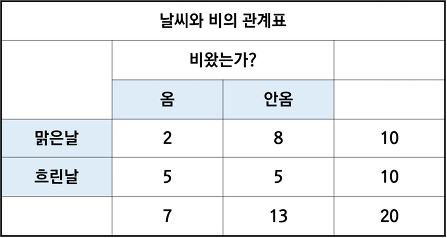 날씨와 비의 관계표
비왔는가?
옴 안옴
맑은날 2 8 10
흐린날 5 5 10
7 13 20